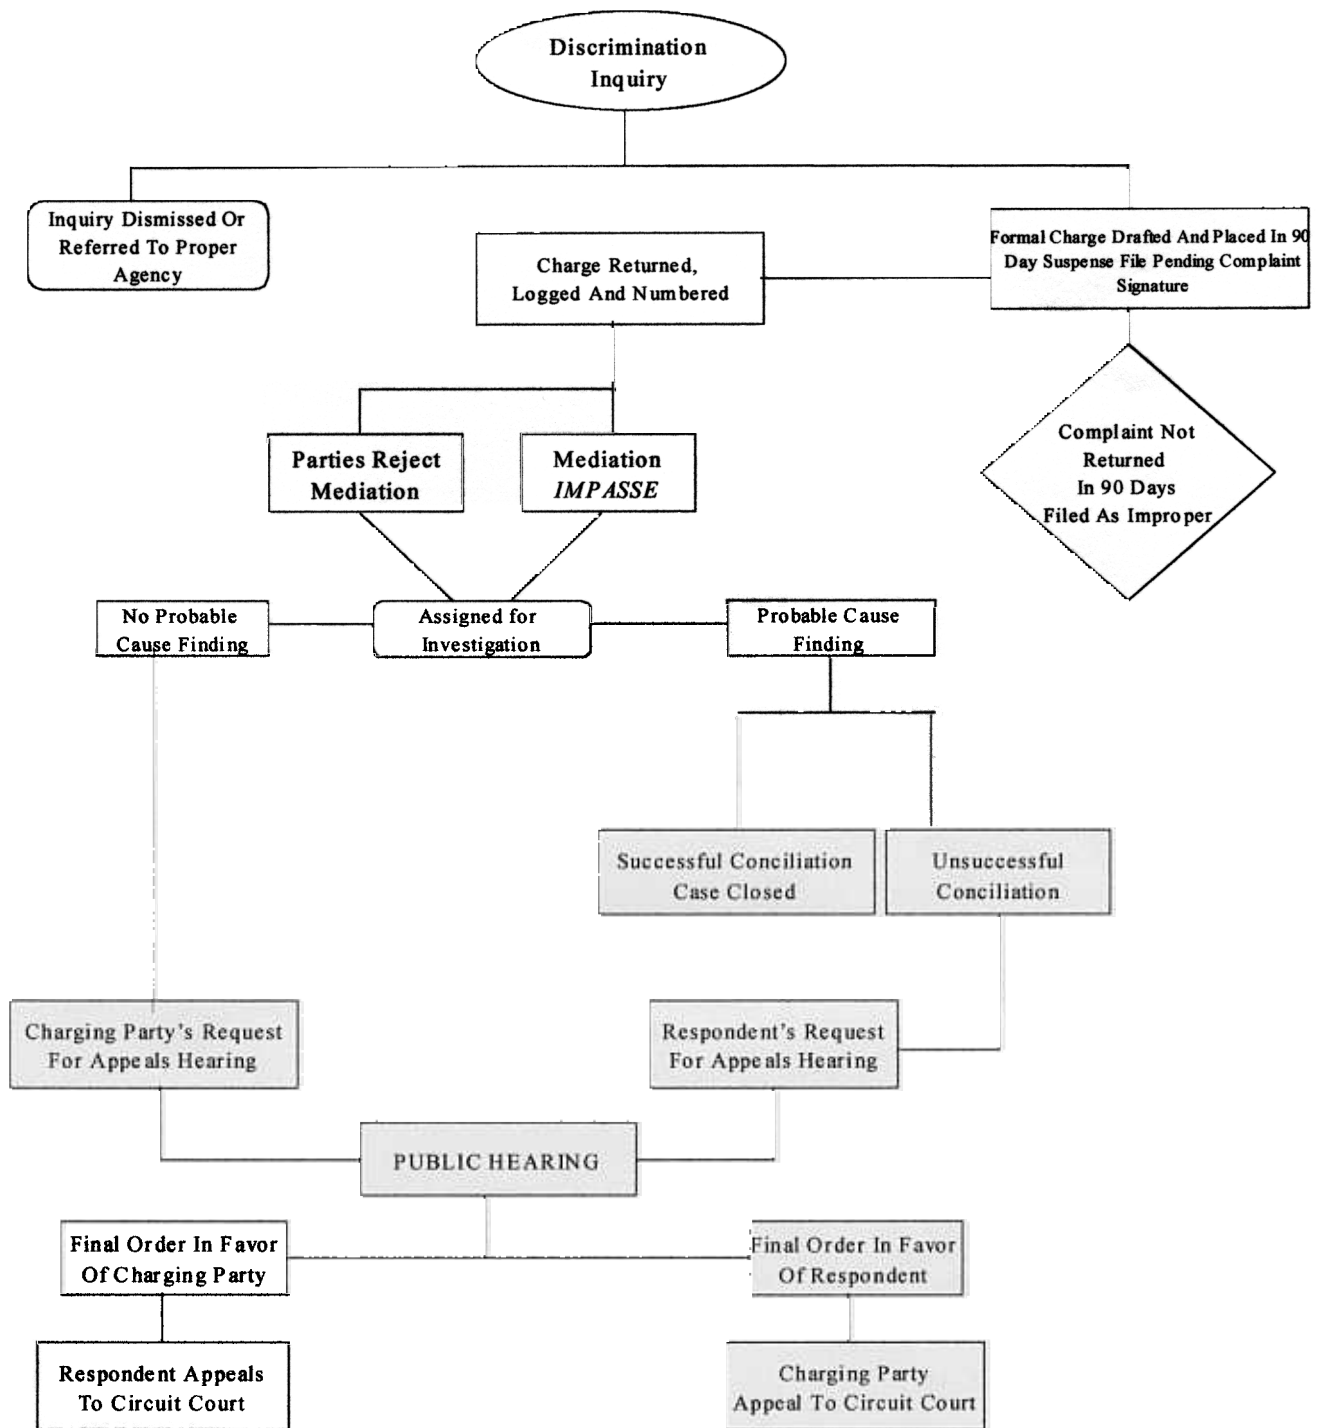 Discrimination
Inquiry
Inquiry Dismissed Or
Referred To Proper
Agency
Charge Returned,
Logged And Numbered
Formal Charge Drafted And Placed In 90
Day Suspense File Pending Complaint
Signature
Parties Reject
Mediation
Mediation
IMPASSE
Complaint Not
Returned
In 90 Days
Filed As Improper
No Probable
Cause Finding
Assigned for
Investigation
Probable Cause
Finding
Successful Conciliation
Case Closed
Unsuccessful
Conciliation
Charging Party's Request
For Appeals Hearing
Respondent's Request
For Appeals Hearing
PUBLIC HEARING
Final Order In Favor
Of Charging Party
Final Order In Favor
Of Respondent
Respondent Appeals
To Circuit Court
Charging Party
Appeal To Circuit Court